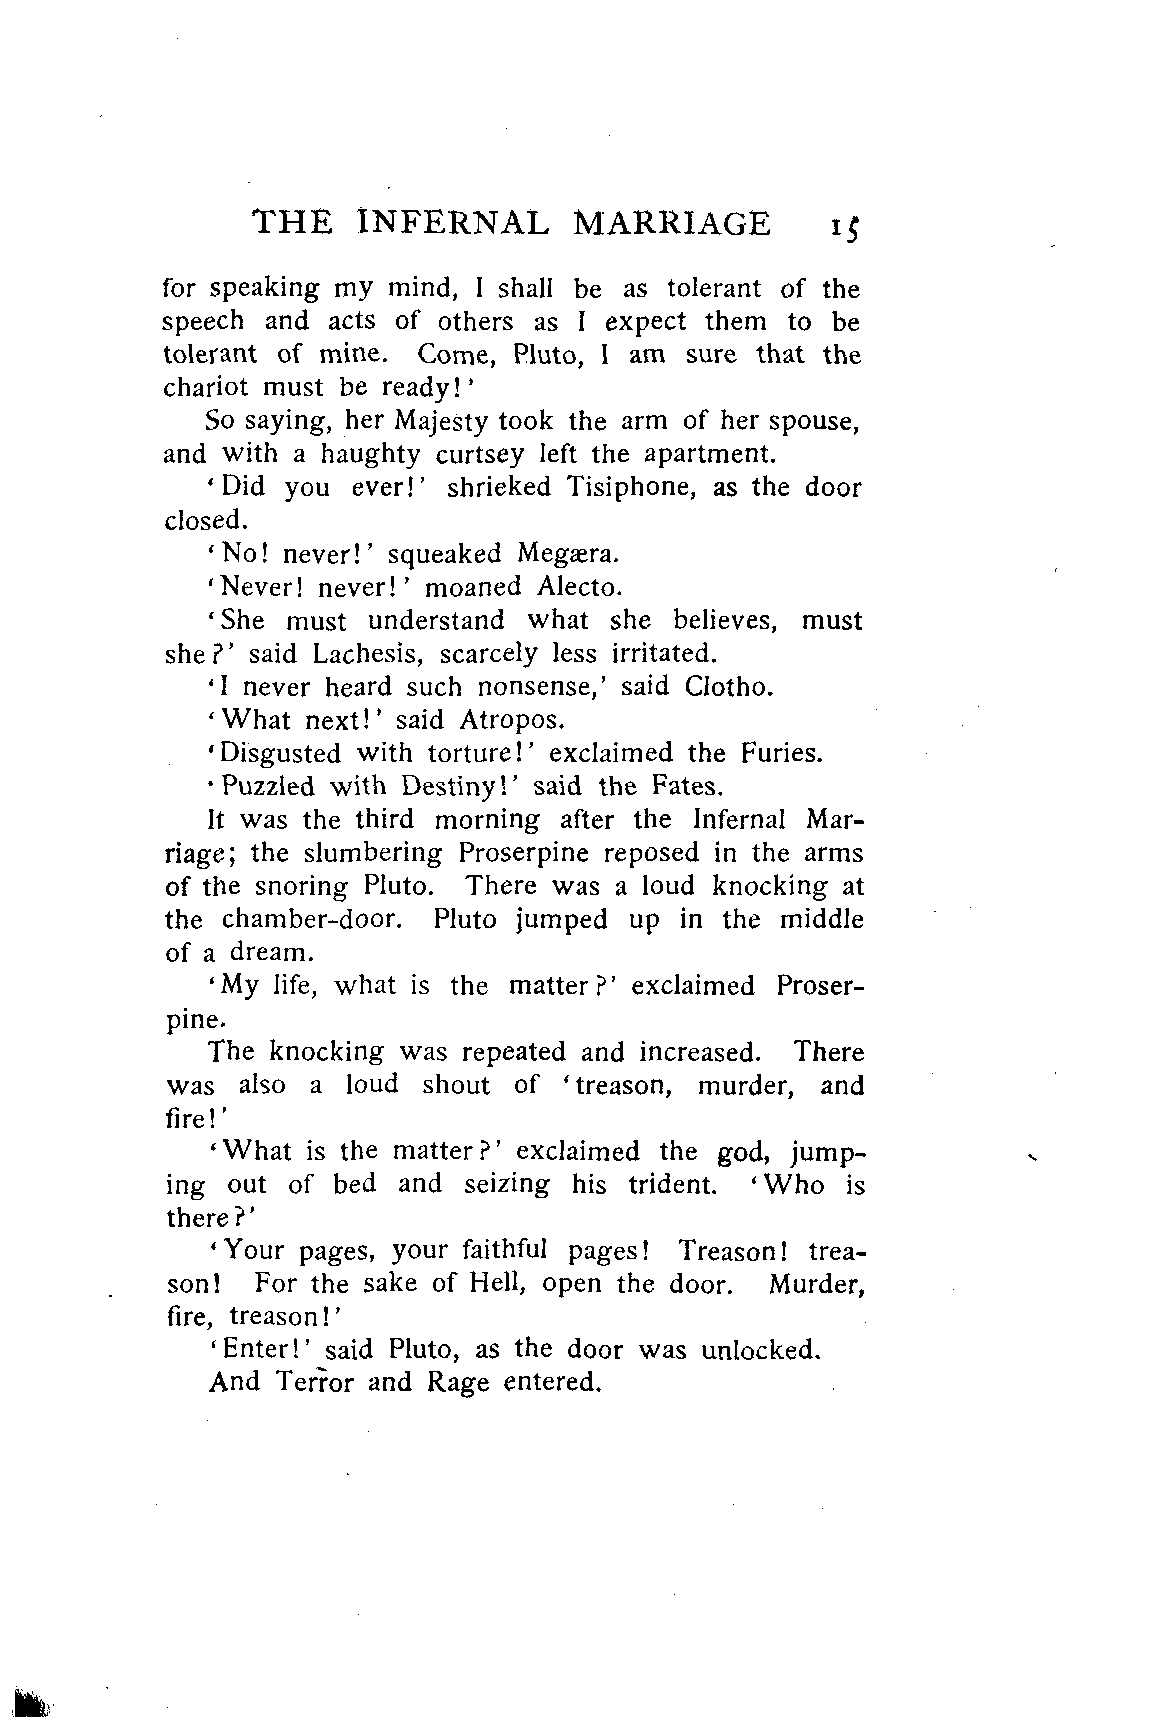 THE INFERNAL MARRIAGE 15
for speaking my mind, I shall be as tolerant of the
speech and acts of others as I expect them to be
tolerant of mine. Come, Pluto, I am sure that the
chariot must be ready!'
So saying, her Majesty took the arm of her spouse,
and with a haughty curtsey left the apartment.
'Did you ever!' shrieked Tisiphone, as the door
closed.
'No! never!' squeaked Megæra.
'Never! never!' moaned Alecto.
'She must understand what she believes, must
she?' said Lachesis, scarcely less irritated.
'I never heard such nonsense,' said Clotho.
'What next!' said Atropos.
'Disgusted with torture!' exclaimed the Furies.
'Puzzled with Destiny!' said the Fates.
It was the third morning after the Infernal Mar-
riage; the slumbering Proserpine reposed in the arms
of the snoring Pluto. There was a loud knocking at
the chamber-door. Pluto jumped up in the middle
of a dream.
'My life, what is the matter?' exclaimed Proser-
pine.
The knocking was repeated and increased. There
was also a loud shout of 'treason, murder, and
fire!'
'What is the matter?' exclaimed the god, jump-
ing out of bed and seizing his trident. 'Who is
there?'
'Your pages, your faithful pages! Treason! trea-
son! For the sake of Hell, open the door. Murder,
fire, treason!'
'Enter!' said Pluto, as the door was unlocked.
And Terror and Rage entered.